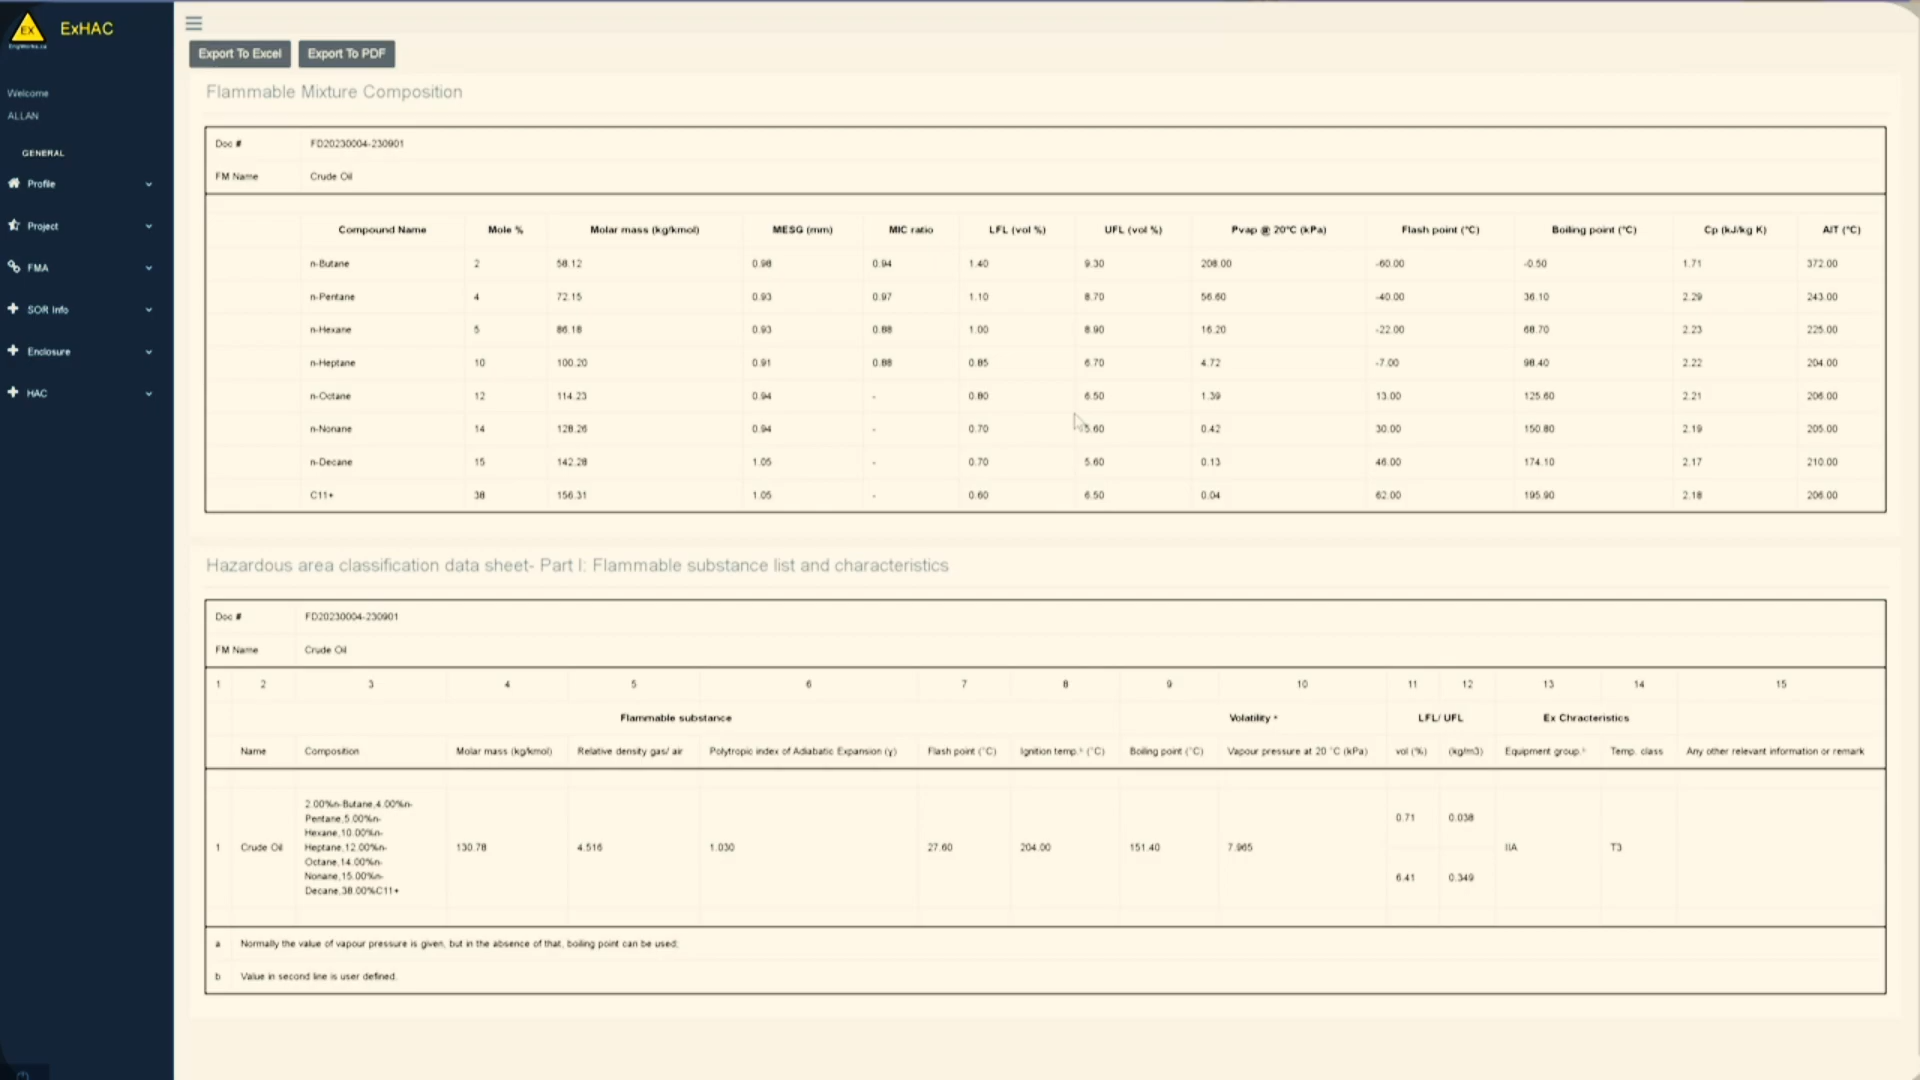 EX
ExHAC
EngWorks.ca
Export To Excel
Export To PDF
Welcome
ALLAN
GENERAL
Profile
Project
FMA
SOR Info
Enclosure
HAC
Flammable Mixture Composition
Doc # FD20230004-230901
FM Name Crude Oil
Compound Name Mole % Molar mass (kg/kmol) MESG (mm) MIC ratio LFL (vol %) UFL (vol %) Pvap @ 20°C (kPa) Flash point (°C) Boiling point (°C) Cp (kJ/kg K) AIT (°C)
n-Butane 2 58.12 0.98 0.94 1.40 9.30 208.00 -60.00 -0.50 1.71 372.00
n-Pentane 4 72.15 0.93 0.97 1.10 8.70 56.60 -40.00 36.10 2.29 243.00
n-Hexane 5 86.18 0.93 0.88 1.00 8.90 16.20 -22.00 68.70 2.23 225.00
n-Heptane 10 100.20 0.91 0.88 0.85 6.70 4.72 -7.00 98.40 2.22 204.00
n-Octane 12 114.23 0.94 - 0.80 6.50 1.39 13.00 125.60 2.21 206.00
n-Nonane 14 128.26 0.94 - 0.70 5.60 0.42 30.00 150.80 2.19 205.00
n-Decane 15 142.28 1.05 - 0.70 5.60 0.13 46.00 174.10 2.17 210.00
C11+ 38 156.31 1.05 - 0.60 6.50 0.04 62.00 195.90 2.18 206.00
Hazardous area classification data sheet- Part I: Flammable substance list and characteristics
Doc # FD20230004-230901
FM Name Crude Oil
1 2 3 4 5 6 7 8 9 10 11 12 13 14 15
Flammable substance Volatility ᵃ LFL/ UFL Ex Chracteristics
Name Composition Molar mass (kg/kmol) Relative density gas/ air Polytropic index of Adiabatic Expansion (γ) Flash point (°C) Ignition temp.ᵇ (°C) Boiling point (°C) Vapour pressure at 20 °C (kPa) vol (%) (kg/m3) Equipment group.ᵇ Temp. class Any other relevant information or remark
2.00%n-Butane,4.00%n-
Pentane,5.00%n-
Hexane,10.00%n-
Heptane,12.00%n-
Octane,14.00%n-
Nonane,15.00%n-
Decane,38.00%C11+
1 Crude Oil 130.78 4.516 1.030 27.60 204.00 151.40 7.965 IIA T3
0.71 0.038
6.41 0.349
a Normally the value of vapour pressure is given, but in the absence of that, boiling point can be used;
b Value in second line is user defined.